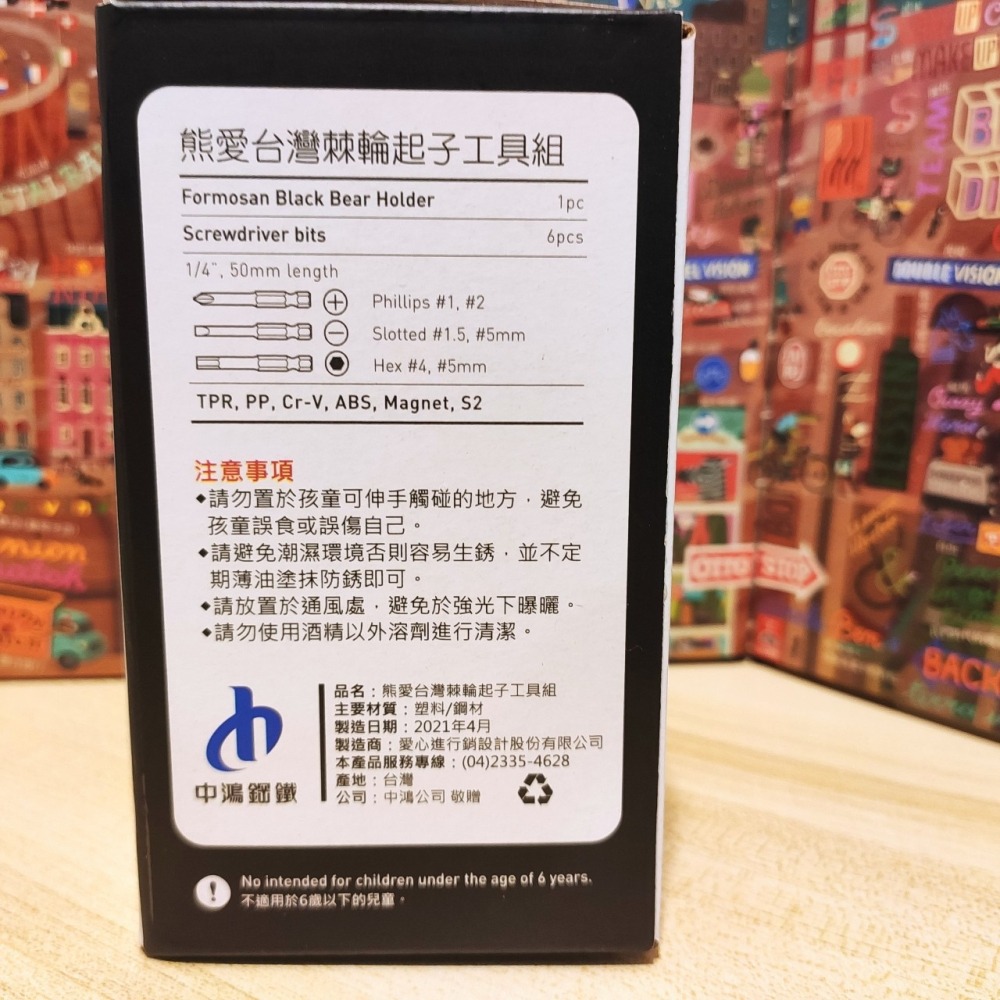 熊愛台灣棘輪起子工具組
Formosan Black Bear Holder 1pc
Screwdriver bits 6pcs
1/4", 50mm length
Phillips #1, #2
Slotted #1.5, #5mm
Hex #4, #5mm
TPR, PP, Cr-V, ABS, Magnet, S2
注意事項
◆請勿置於孩童可伸手觸碰的地方，避免
孩童誤食或誤傷自己。
◆請避免潮濕環境否則容易生銹，並不定
期薄油塗抹防銹即可。
◆請放置於通風處，避免於強光下曝曬。
◆請勿使用酒精以外溶劑進行清潔。
中鴻鋼鐵
品名：熊愛台灣棘輪起子工具組
主要材質：塑料/鋼材
製造日期：2021年4月
製造商：愛心進行銷設計股份有限公司
本產品服務專線：(04)2335-4628
產地：台灣
公司：中鴻公司 敬贈
No intended for children under the age of 6 years.
不適用於6歲以下的兒童。
UP
MAKEUP
TEAM
DOUBLE VISION
EL VISION
OTTO STOP
BACK